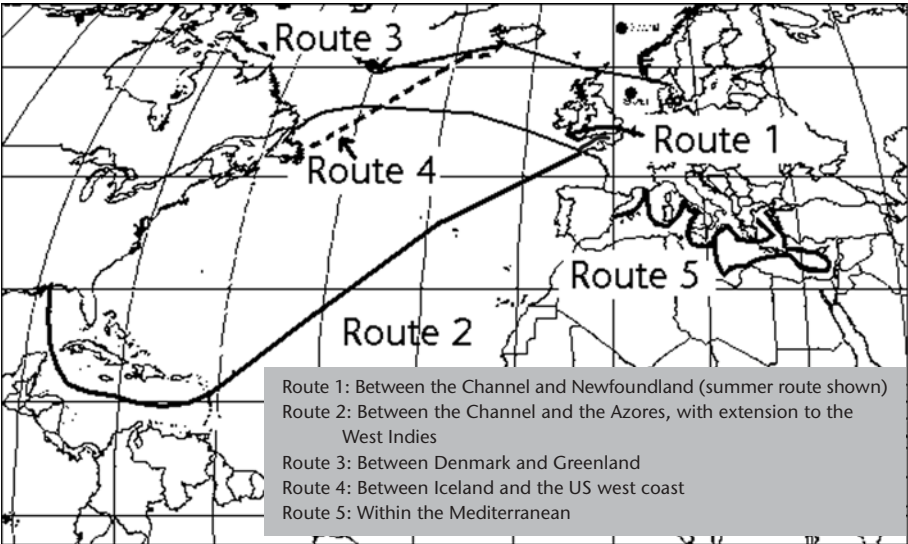 Route 3
Route 1
Route 4
Route 5
Route 2
Route 1: Between the Channel and Newfoundland (summer route shown)
Route 2: Between the Channel and the Azores, with extension to the
West Indies
Route 3: Between Denmark and Greenland
Route 4: Between Iceland and the US west coast
Route 5: Within the Mediterranean